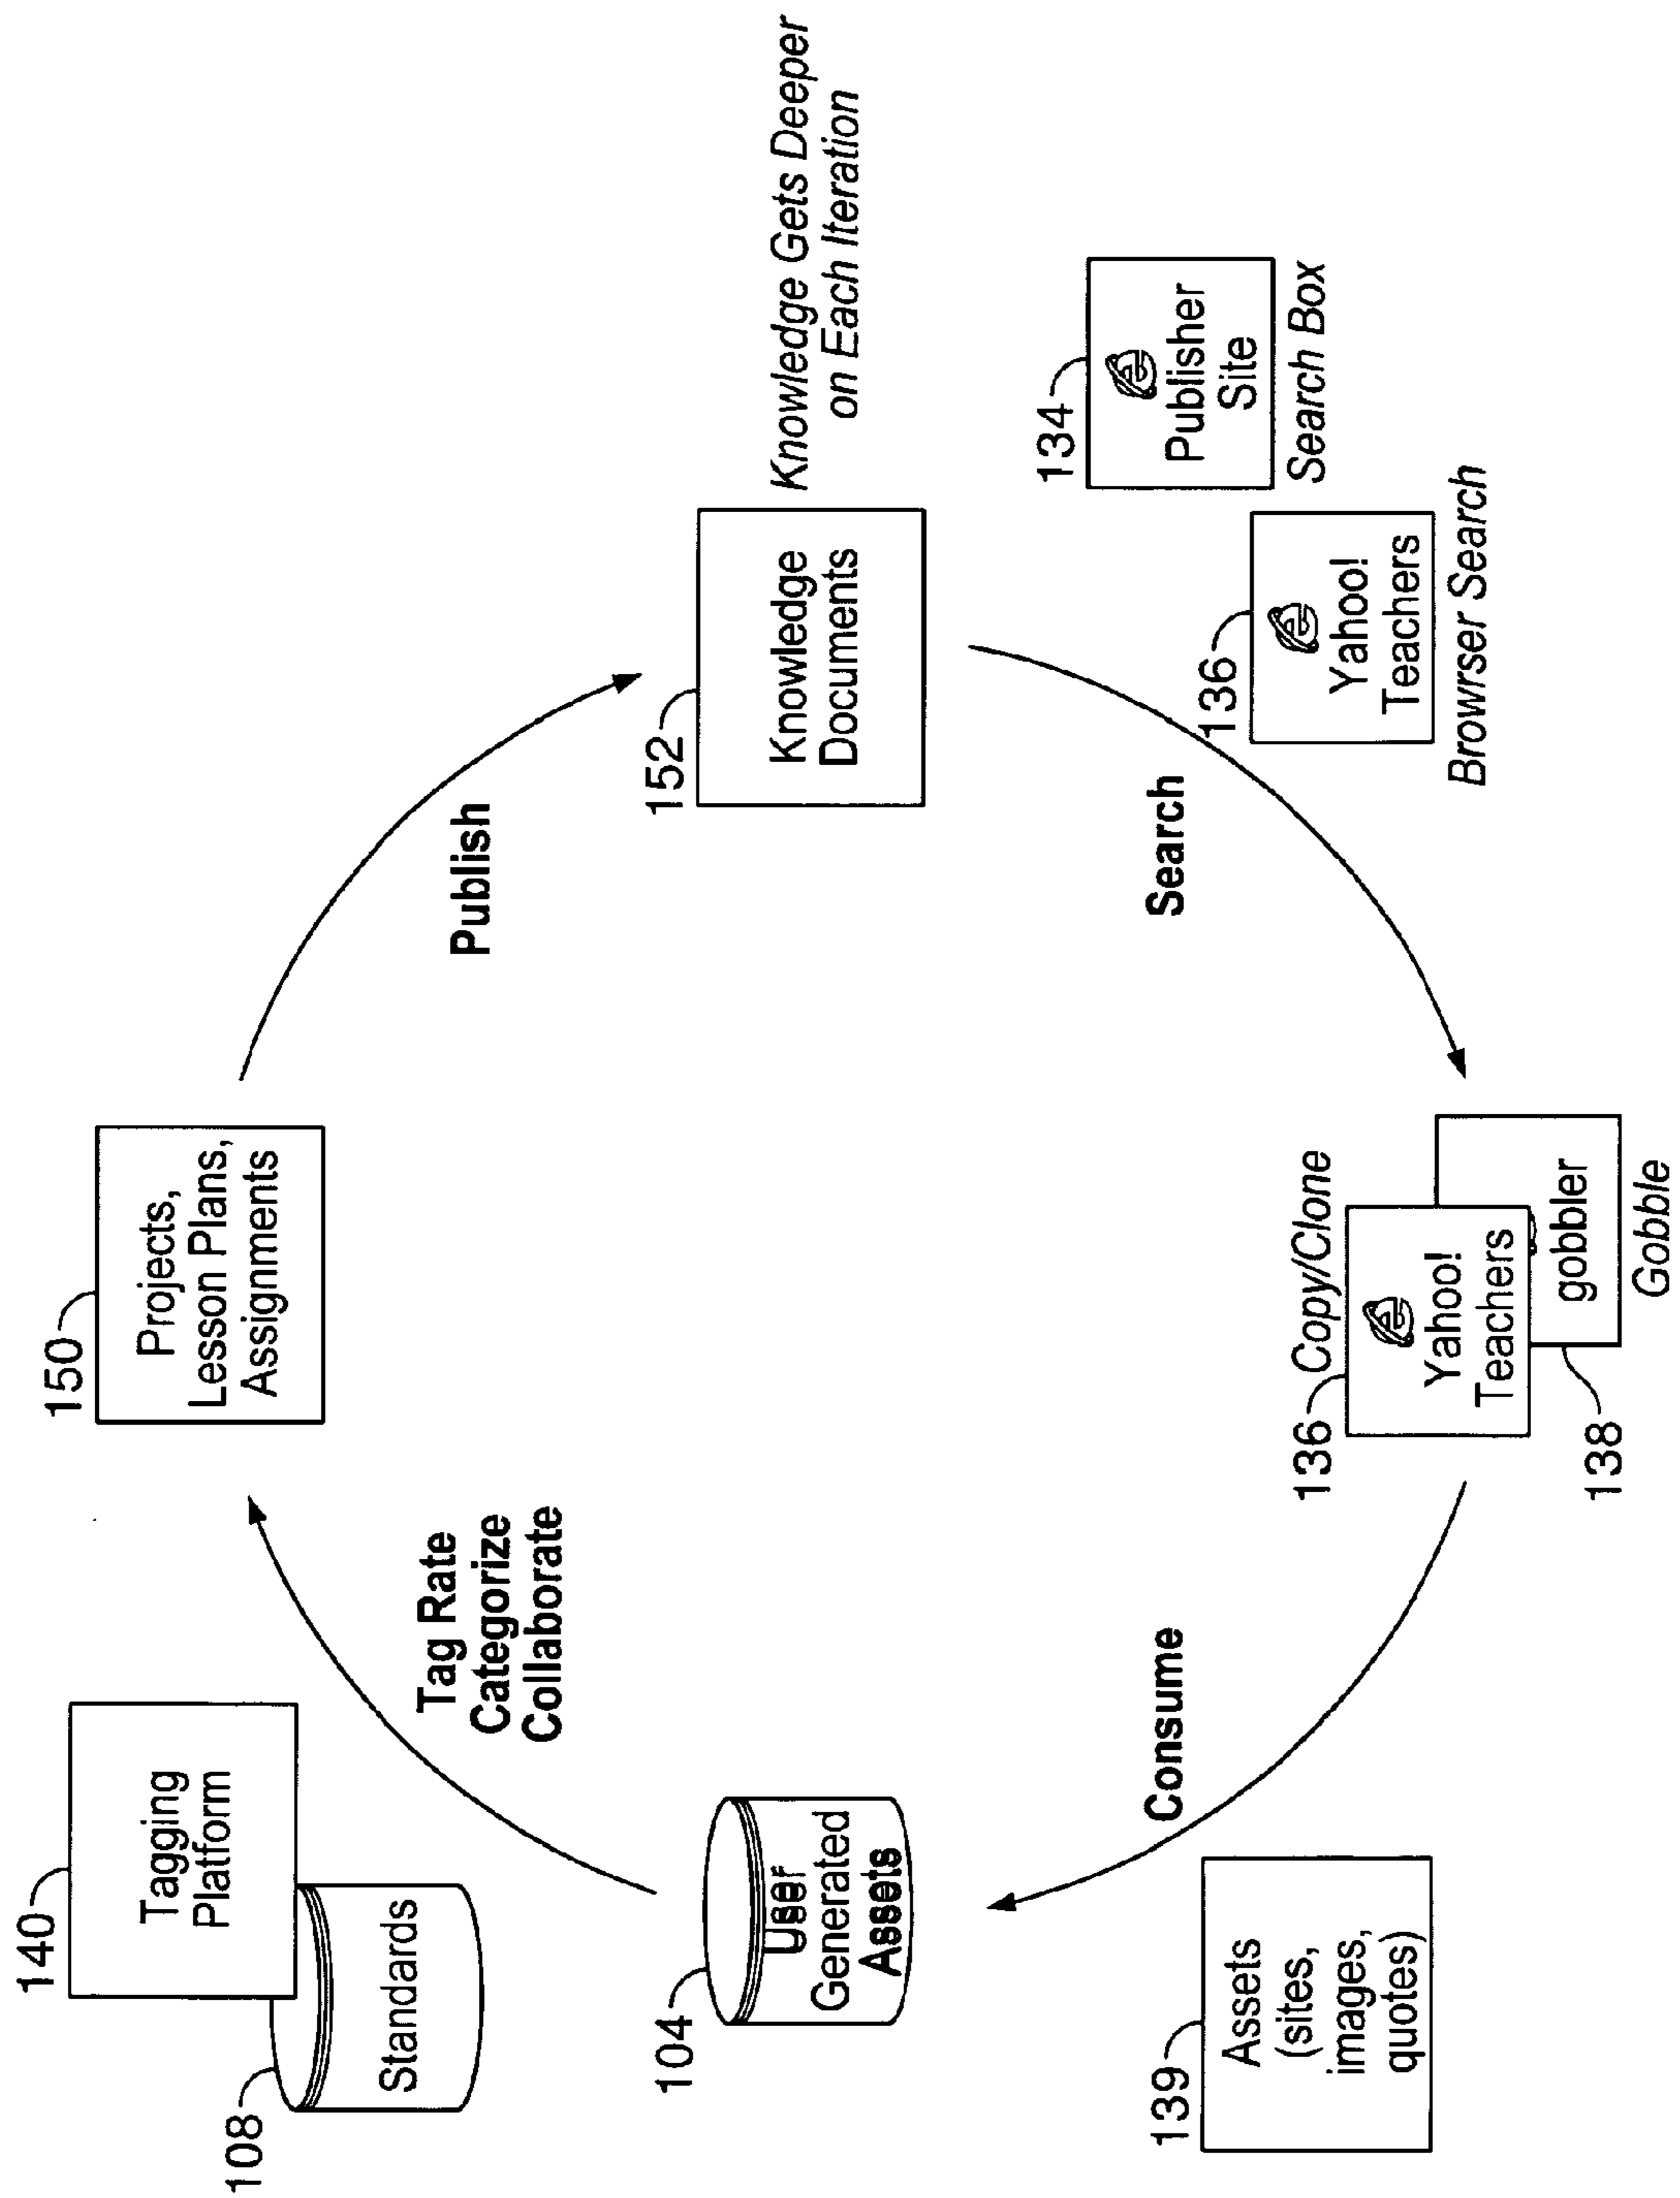 140
Tagging
Platform
108
Standards
150
Projects,
Lesson Plans,
Assignments
Tag Rate
Categorize
Collaborate
Publish
104
User
Generated
Assets
152
Knowledge
Documents
Knowledge Gets Deeper
on Each Iteration
139
Assets
(sites,
images,
quotes)
Consume
Search
134
Publisher
Site
Search Box
136
Yahoo!
Teachers
Browrser Search
136
Copy/Clone
Yahoo!
Teachers
138
gobbler
Gobble